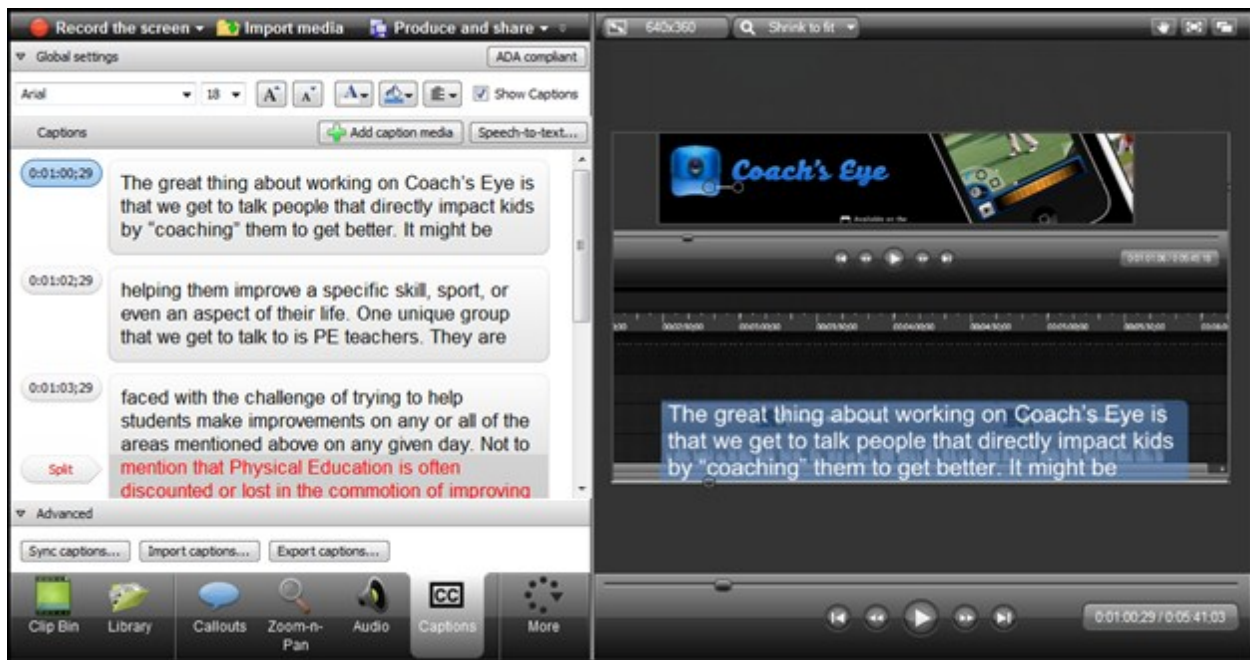 Record the screen
Import media
Produce and share
640x360
Shrink to fit
Global settings
ADA compliant
Arial
18
Show Captions
Captions
Add caption media
Speech-to-text...
0:01:00;29
The great thing about working on Coach's Eye is
that we get to talk people that directly impact kids
by "coaching" them to get better. It might be
0:01:02;29
helping them improve a specific skill, sport, or
even an aspect of their life. One unique group
that we get to talk to is PE teachers. They are
0:01:03;29
faced with the challenge of trying to help
students make improvements on any or all of the
areas mentioned above on any given day. Not to
Split
mention that Physical Education is often
discounted or lost in the commotion of improving
Advanced
Sync captions...
Import captions...
Export captions...
Clip Bin
Library
Callouts
Zoom-n-
Pan
Audio
CC
Captions
More
Coach's Eye
Available on the
The great thing about working on Coach's Eye is
that we get to talk people that directly impact kids
by "coaching" them to get better. It might be
0:01:00;29 / 0:05:41;03